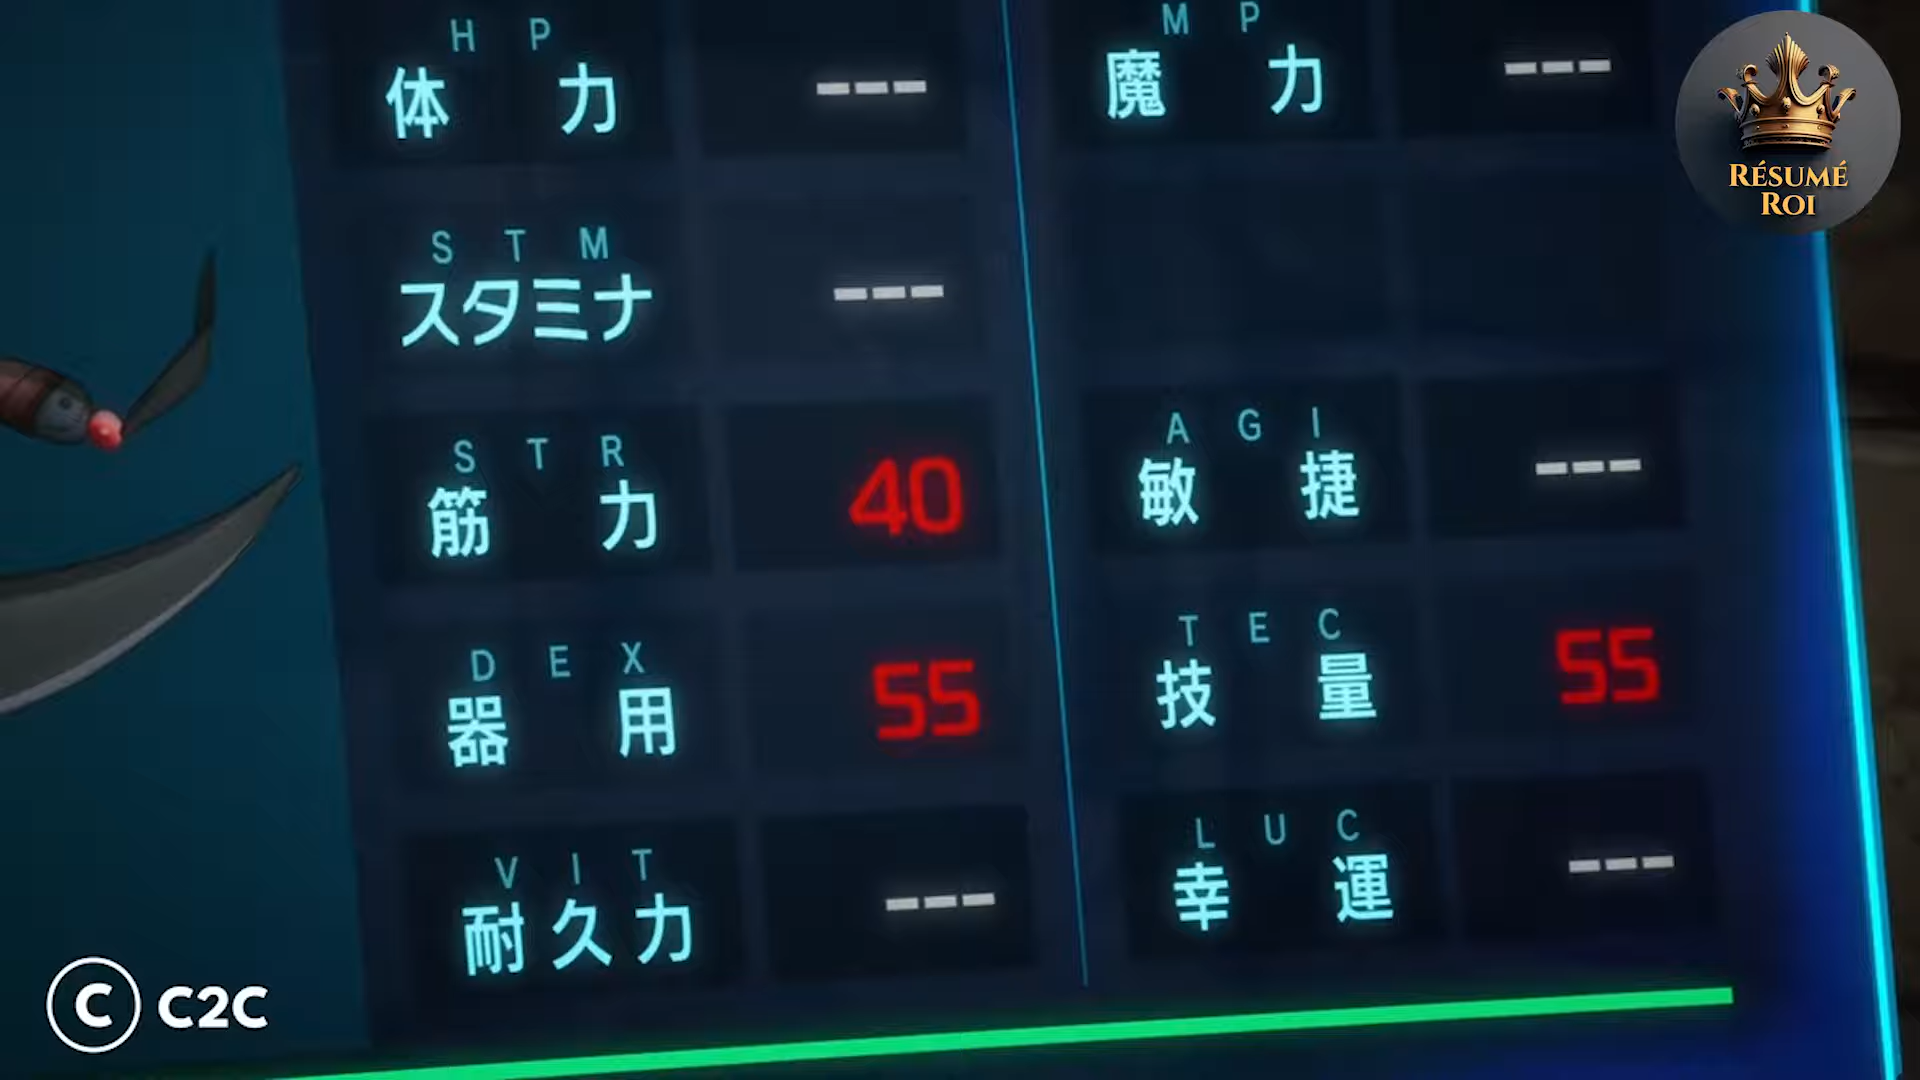 H P
体力 ---
M P
魔力 ---
RÉSUMÉ
ROI
S T M
スタミナ ---
S T R
筋力 40
A G I
敏捷 ---
D E X
器用 55
T E C
技量 55
V I T
耐久力 ---
L U C
幸運 ---
C C2C